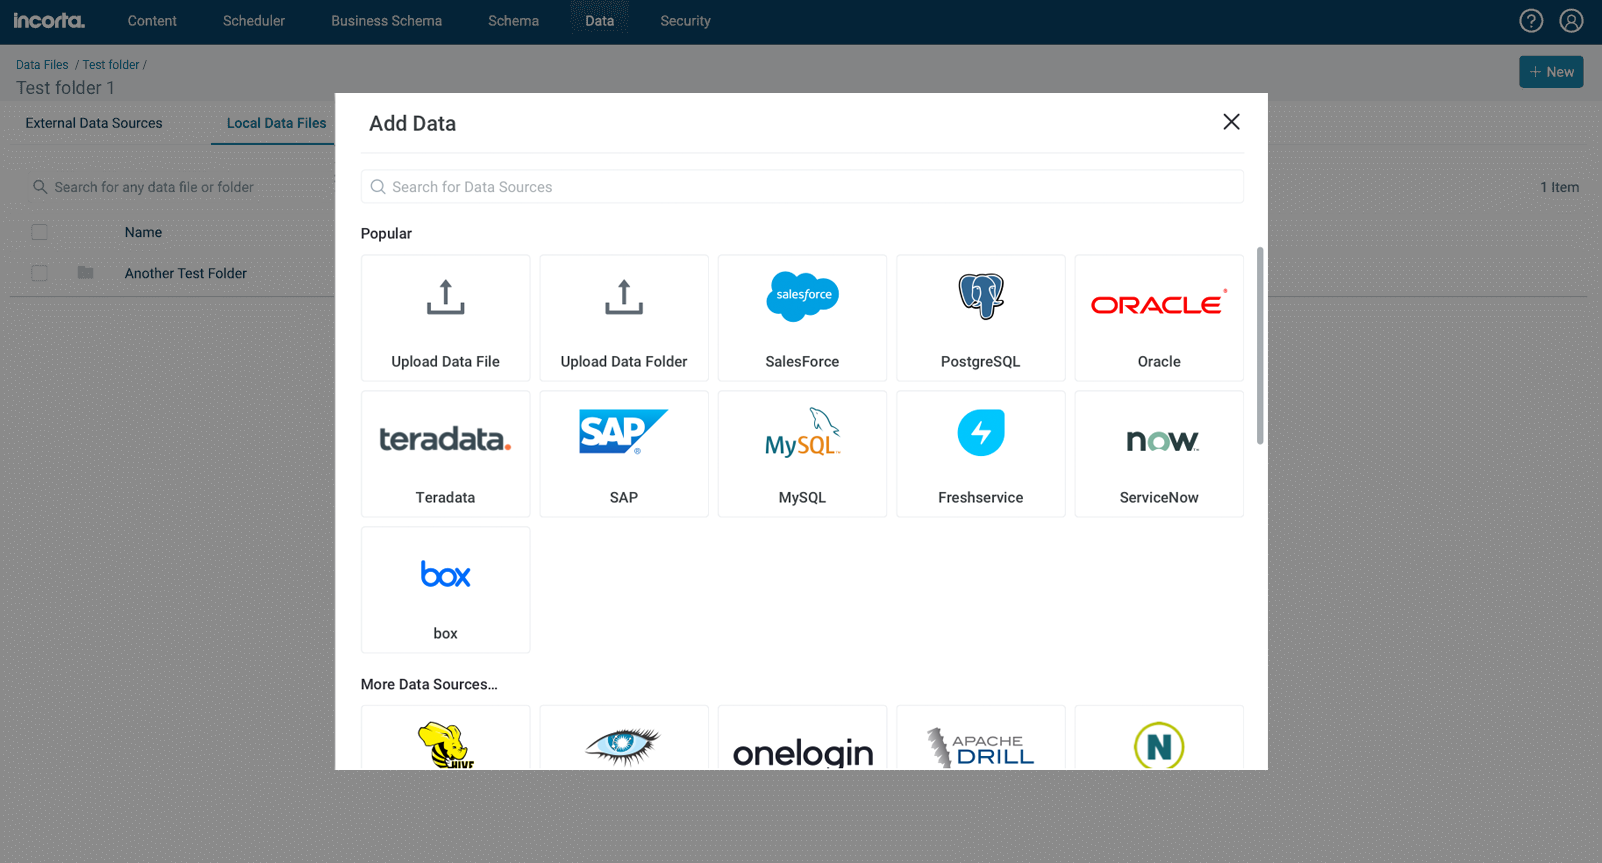 incorta.
Content
Scheduler
Business Schema
Schema
Data
Security
?
Data Files / Test folder /
Test folder 1
+ New
External Data Sources
Local Data Files
Search for any data file or folder
1 Item
Name
Another Test Folder
Add Data
Search for Data Sources
Popular
Upload Data File
Upload Data Folder
salesforce
SalesForce
PostgreSQL
ORACLE®
Oracle
teradata.
Teradata
SAP®
SAP
MySQL™
MySQL
Freshservice
now™
ServiceNow
box
box
More Data Sources...
HIVE
onelogin
APACHE
DRILL
N